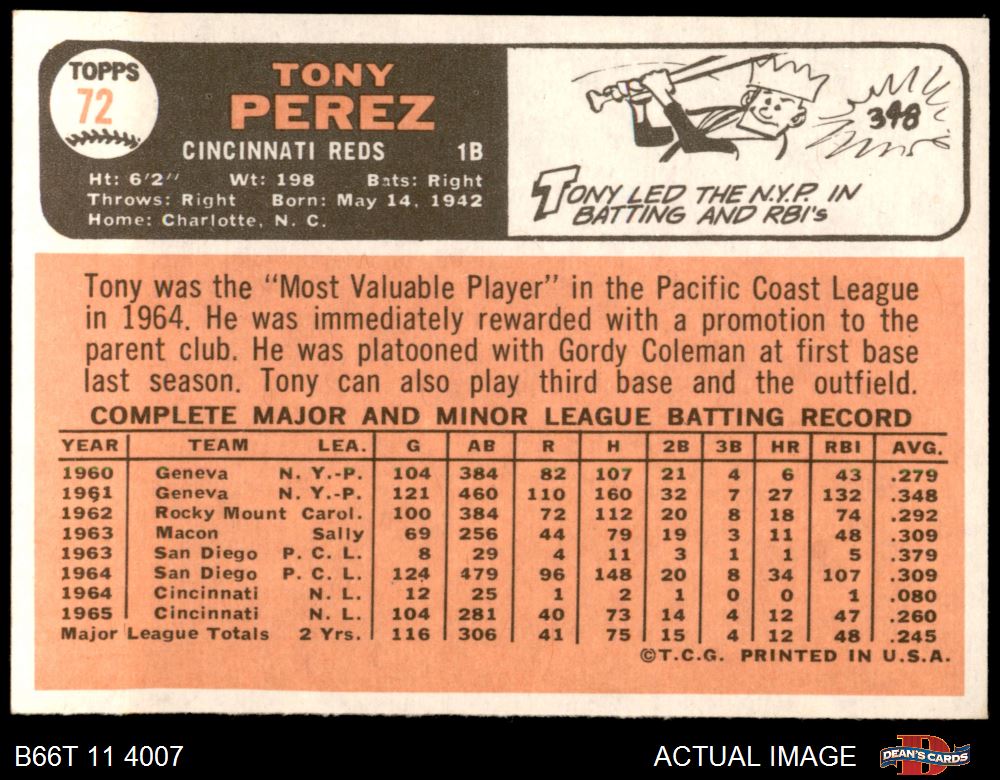 TOPPS
72
TONY
PEREZ
CINCINNATI REDS 1B
Ht: 6'2" Wt: 198 Bats: Right
Throws: Right Born: May 14, 1942
Home: Charlotte, N. C.
348
TONY LED THE N.Y.P. IN
BATTING AND RBI's
Tony was the "Most Valuable Player" in the Pacific Coast League
in 1964. He was immediately rewarded with a promotion to the
parent club. He was platooned with Gordy Coleman at first base
last season. Tony can also play third base and the outfield.
COMPLETE MAJOR AND MINOR LEAGUE BATTING RECORD
YEAR TEAM LEA. G AB R H 2B 3B HR RBI AVG.
1960 Geneva N. Y.-P. 104 384 82 107 21 4 6 43 .279
1961 Geneva N. Y.-P. 121 460 110 160 32 7 27 132 .348
1962 Rocky Mount Carol. 100 384 72 112 20 8 18 74 .292
1963 Macon Sally 69 256 44 79 19 3 11 48 .309
1963 San Diego P. C. L. 8 29 4 11 3 1 1 5 .379
1964 San Diego P. C. L. 124 479 96 148 20 8 34 107 .309
1964 Cincinnati N. L. 12 25 1 2 1 0 0 1 .080
1965 Cincinnati N. L. 104 281 40 73 14 4 12 47 .260
Major League Totals 2 Yrs. 116 306 41 75 15 4 12 48 .245
©T.C.G. PRINTED IN U.S.A.
B66T 11 4007 ACTUAL IMAGE D DEAN'S CARDS